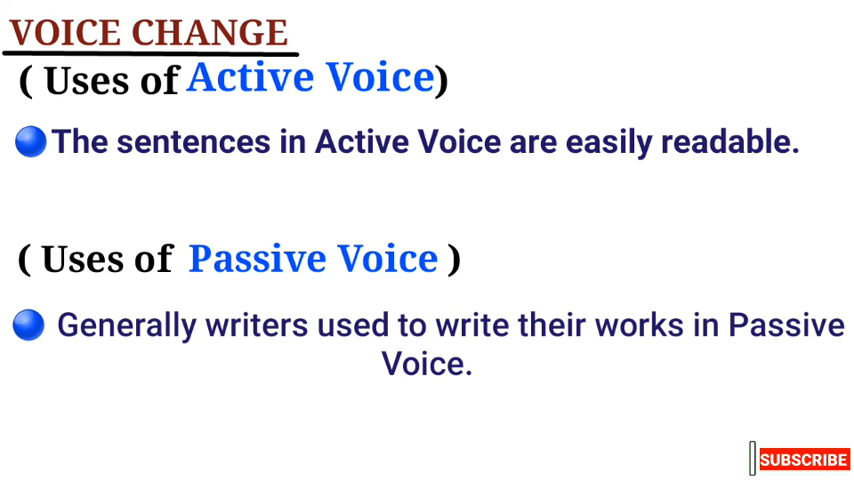 VOICE CHANGE
( Uses of Active Voice)
The sentences in Active Voice are easily readable.
( Uses of Passive Voice )
Generally writers used to write their works in Passive
Voice.
SUBSCRIBE